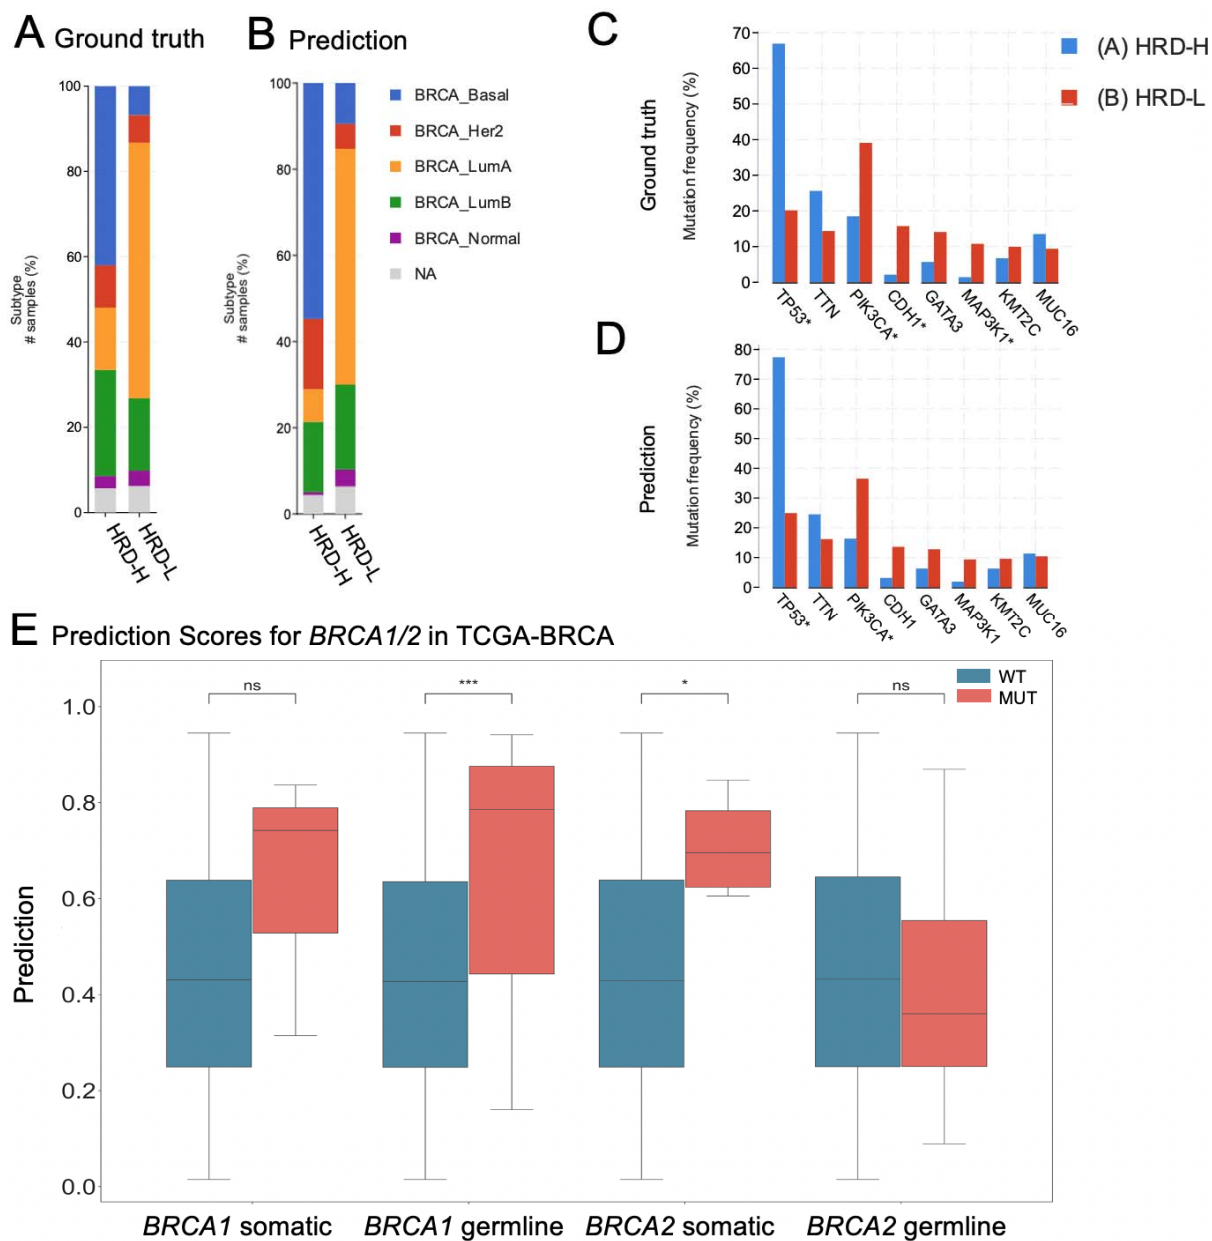 A Ground truth
B Prediction
100
80
60
40
20
0
Subtype
# samples (%)
HRD-H
HRD-L
100
80
60
40
20
0
Subtype
# samples (%)
HRD-H
HRD-L
BRCA_Basal
BRCA_Her2
BRCA_LumA
BRCA_LumB
BRCA_Normal
NA
C
Ground truth
Mutation frequency (%)
70
60
50
40
30
20
10
0
TP53*
TTN
PIK3CA*
CDH1*
GATA3
MAP3K1*
KMT2C
MUC16
(A) HRD-H
(B) HRD-L
D
Prediction
Mutation frequency (%)
80
70
60
50
40
30
20
10
0
TP53*
TTN
PIK3CA*
CDH1
GATA3
MAP3K1
KMT2C
MUC16
E Prediction Scores for BRCA1/2 in TCGA-BRCA
WT
MUT
ns
***
*
ns
Prediction
1.0
0.8
0.6
0.4
0.2
0.0
BRCA1 somatic
BRCA1 germline
BRCA2 somatic
BRCA2 germline